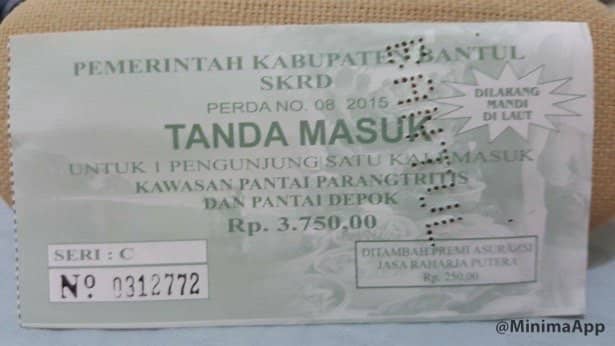 PEMERINTAH KABUPATEN BANTUL
SKRD
PERDA NO. 08 2015
TANDA MASUK
UNTUK 1 PENGUNJUNG SATU KALI MASUK
KAWASAN PANTAI PARANGTRITIS
DAN PANTAI DEPOK
Rp. 3.750,00
DILARANG
MANDI
DI LAUT
SERI : C
Nº 0312772
DITAMBAH PREMI ASURANSI
JASA RAHARJA PUTERA
Rp. 250,00
@MinimaApp